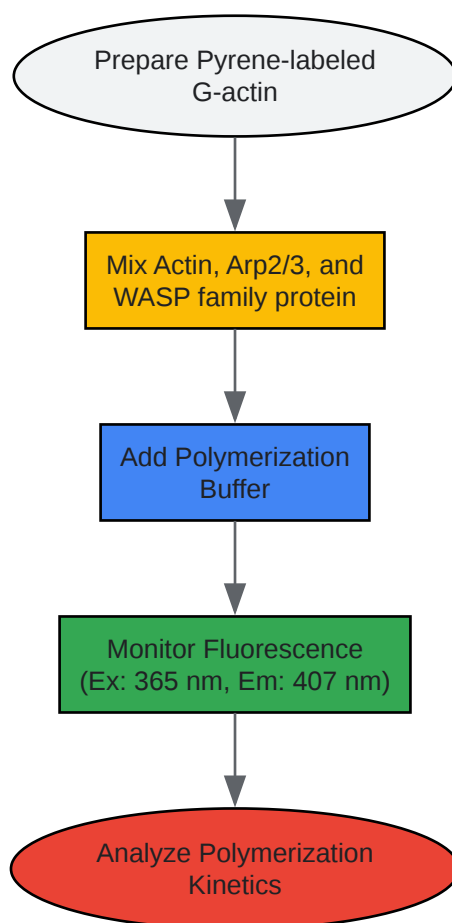 Prepare Pyrene-labeled
G-actin
Mix Actin, Arp2/3, and
WASP family protein
Add Polymerization
Buffer
Monitor Fluorescence
(Ex: 365 nm, Em: 407 nm)
Analyze Polymerization
Kinetics